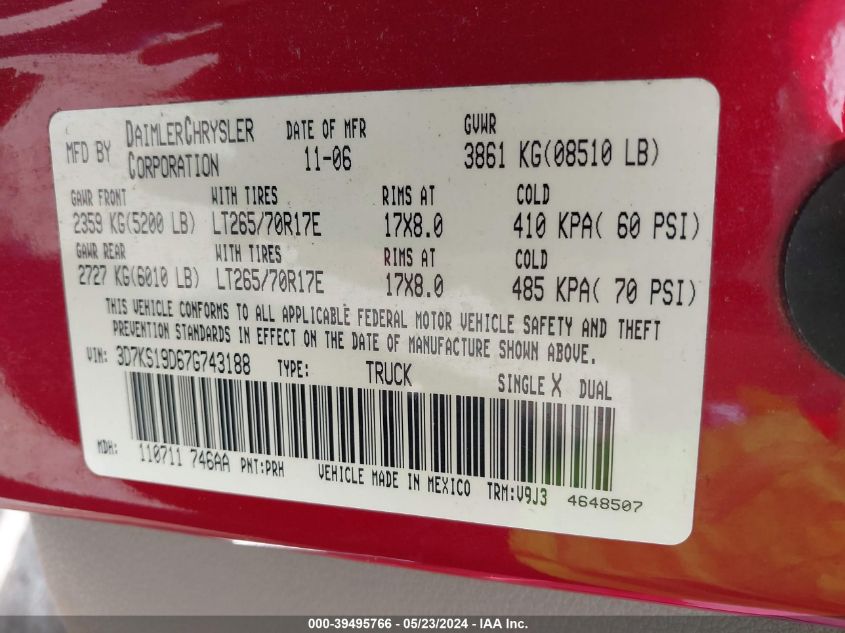 MFD BY DAIMLERCHRYSLER CORPORATION
DATE OF MFR 11-06
GVWR 3861 KG(08510 LB)
GAWR FRONT WITH TIRES RIMS AT COLD
2359 KG(5200 LB) LT265/70R17E 17X8.0 410 KPA( 60 PSI)
GAWR REAR WITH TIRES RIMS AT COLD
2727 KG(6010 LB) LT265/70R17E 17X8.0 485 KPA( 70 PSI)
THIS VEHICLE CONFORMS TO ALL APPLICABLE FEDERAL MOTOR VEHICLE SAFETY AND THEFT
PREVENTION STANDARDS IN EFFECT ON THE DATE OF MANUFACTURE SHOWN ABOVE.
VIN: 3D7KS19D67G743188 TYPE: TRUCK SINGLE X DUAL
MDH: 110711 746AA PNT:PRH VEHICLE MADE IN MEXICO TRM:V9J3 4648507
000-39495766 - 05/23/2024 - IAA Inc.